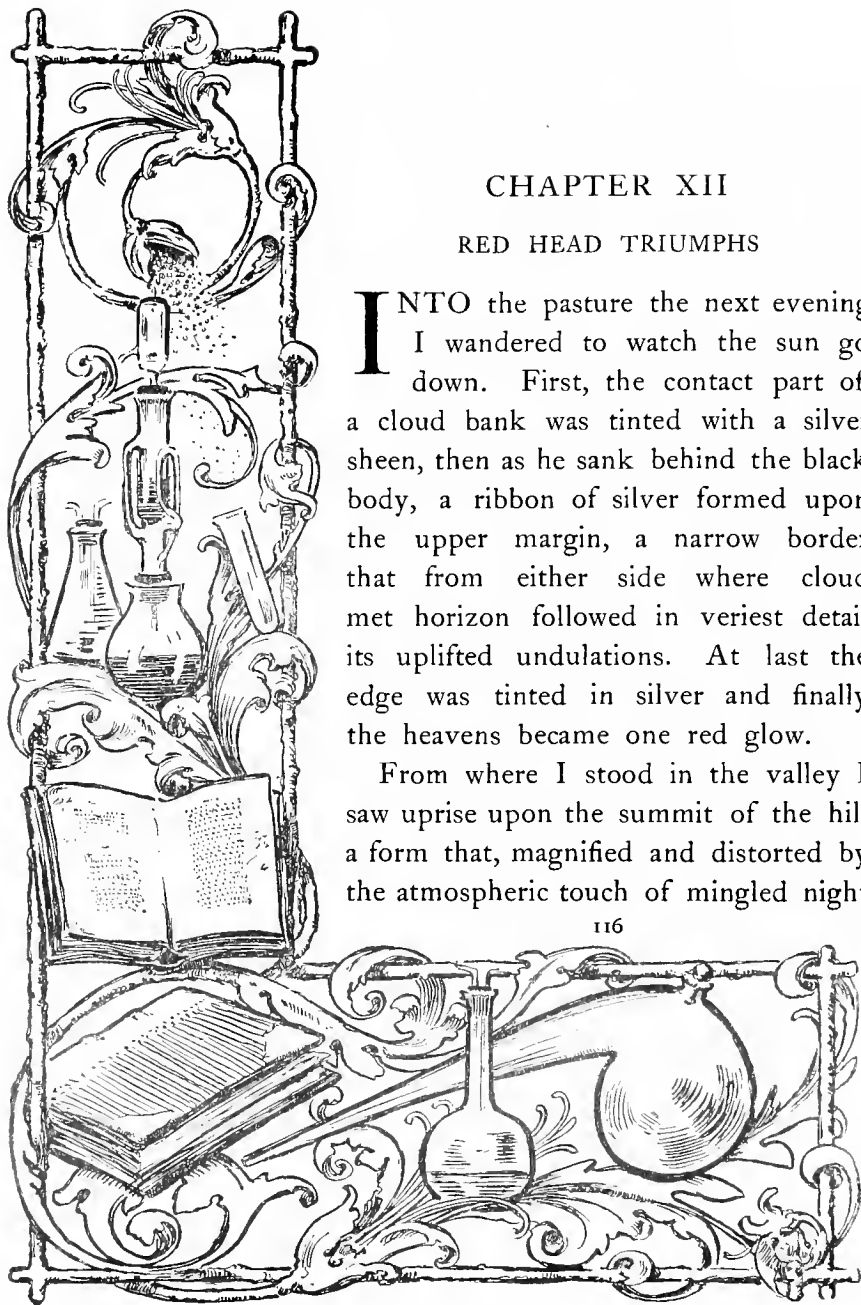 CHAPTER XII
RED HEAD TRIUMPHS
INTO the pasture the next evening
I wandered to watch the sun go
down. First, the contact part of
a cloud bank was tinted with a silver
sheen, then as he sank behind the black
body, a ribbon of silver formed upon
the upper margin, a narrow border
that from either side where cloud
met horizon followed in veriest detail
its uplifted undulations. At last the
edge was tinted in silver and finally
the heavens became one red glow.
From where I stood in the valley I
saw uprise upon the summit of the hill
a form that, magnified and distorted by
the atmospheric touch of mingled night
116